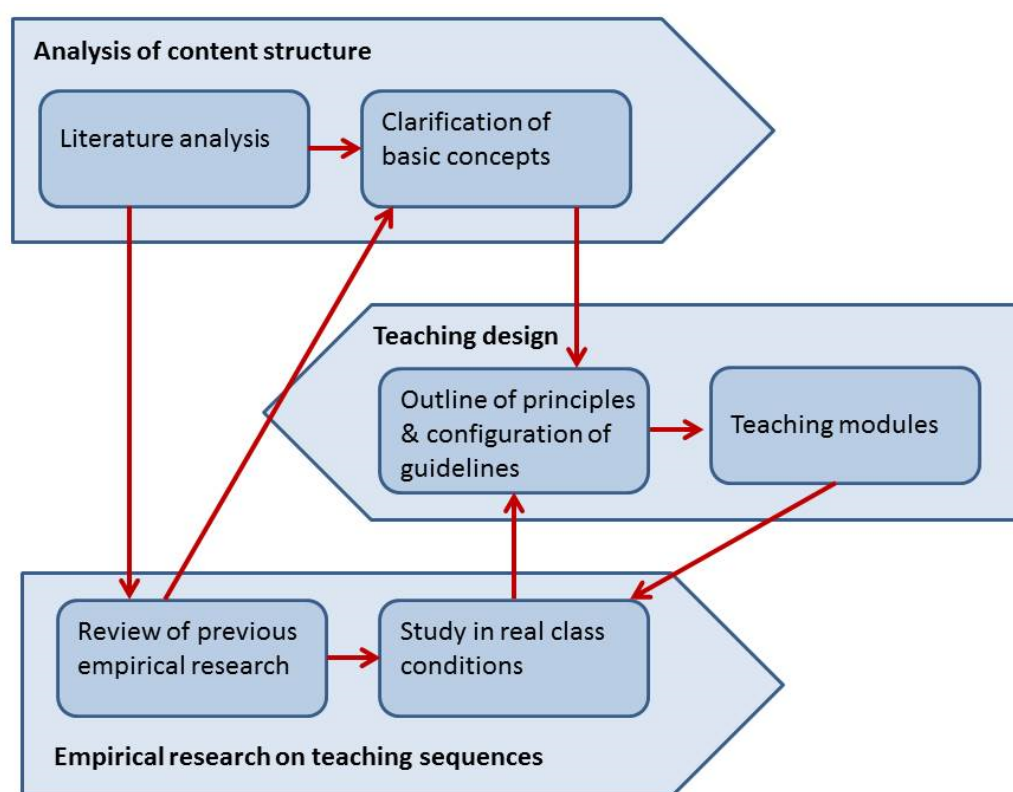 Analysis of content structure
Literature analysis
Clarification of
basic concepts
Teaching design
Outline of principles
& configuration of
guidelines
Teaching modules
Review of previous
empirical research
Study in real class
conditions
Empirical research on teaching sequences